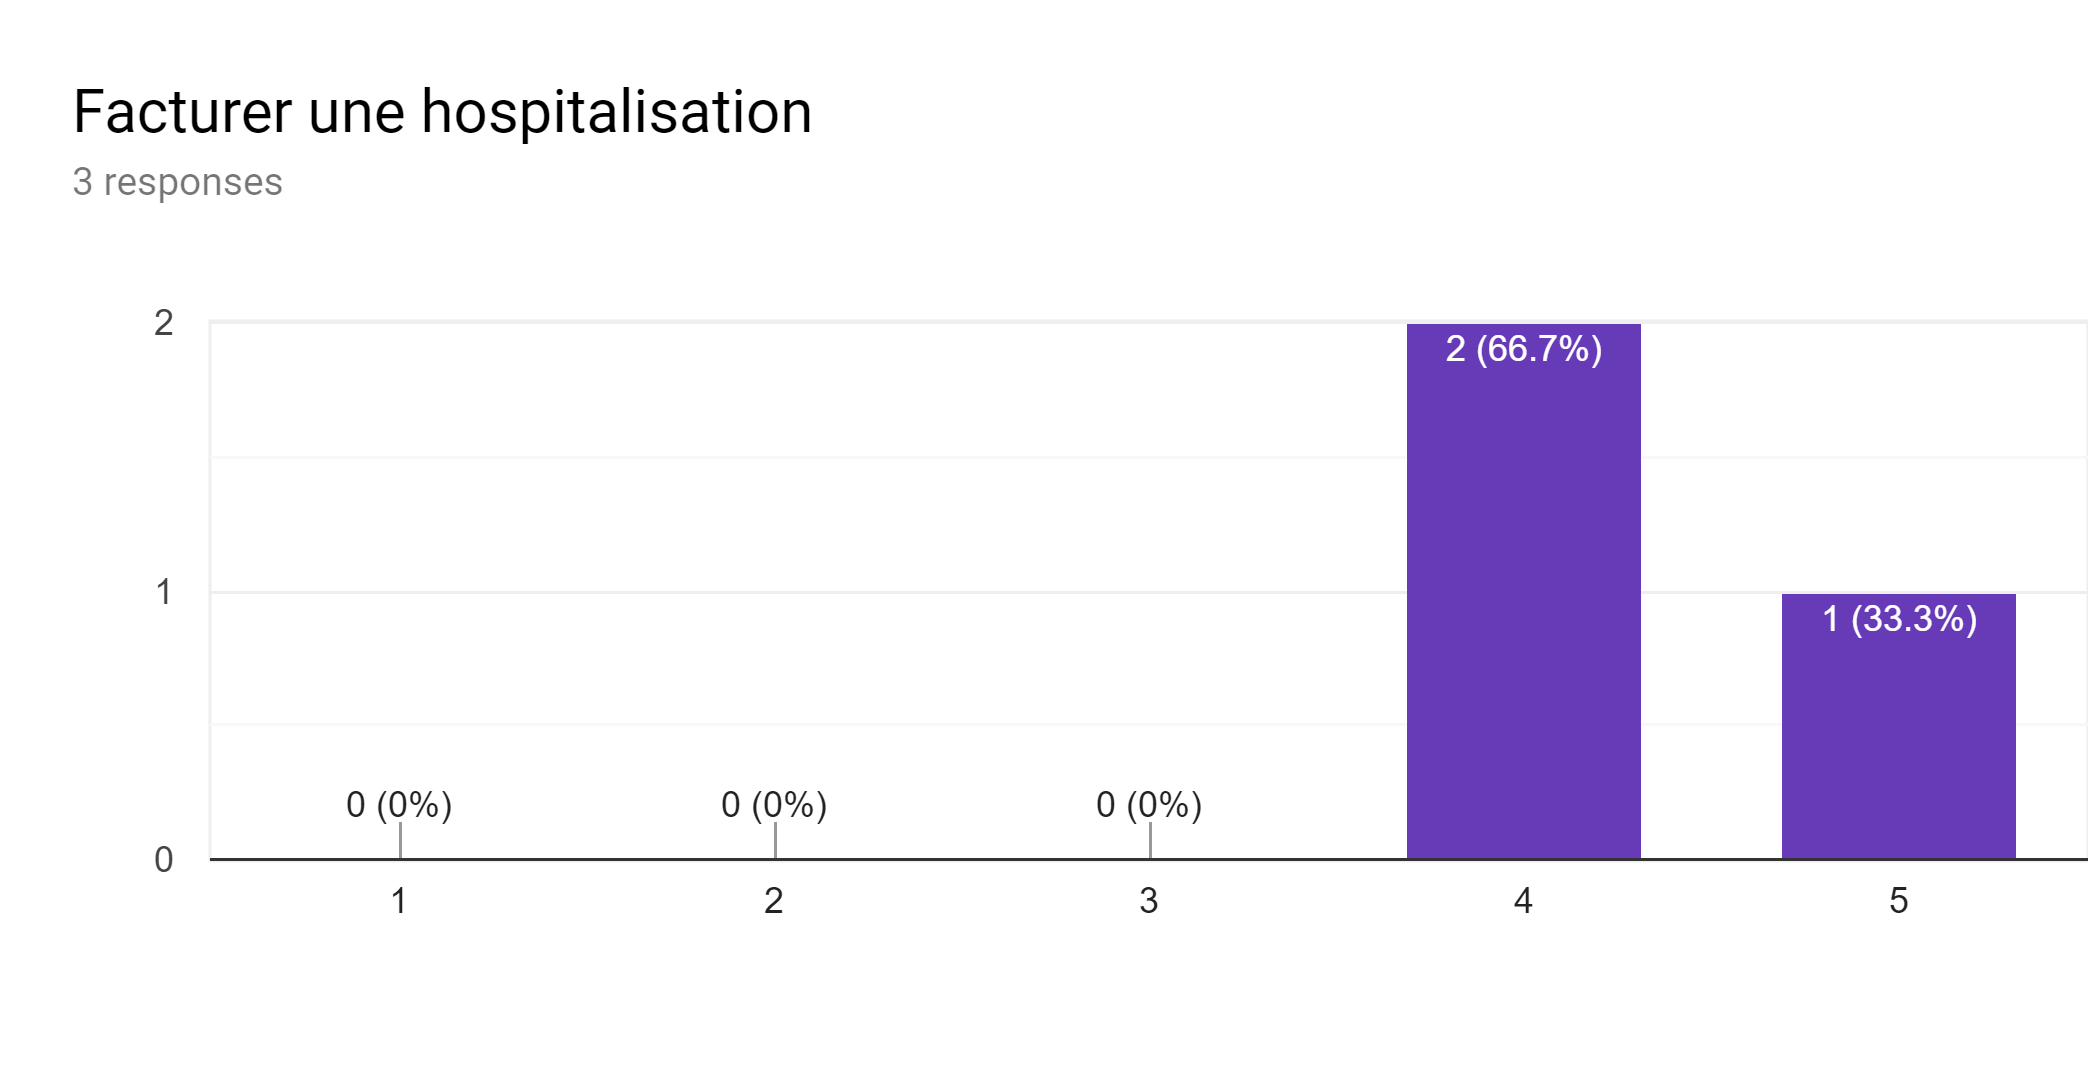 Facturer une hospitalisation
3 responses
2
2 (66.7%)
1
1 (33.3%)
0 (0%) 0 (0%) 0 (0%)
0
1 2 3 4 5